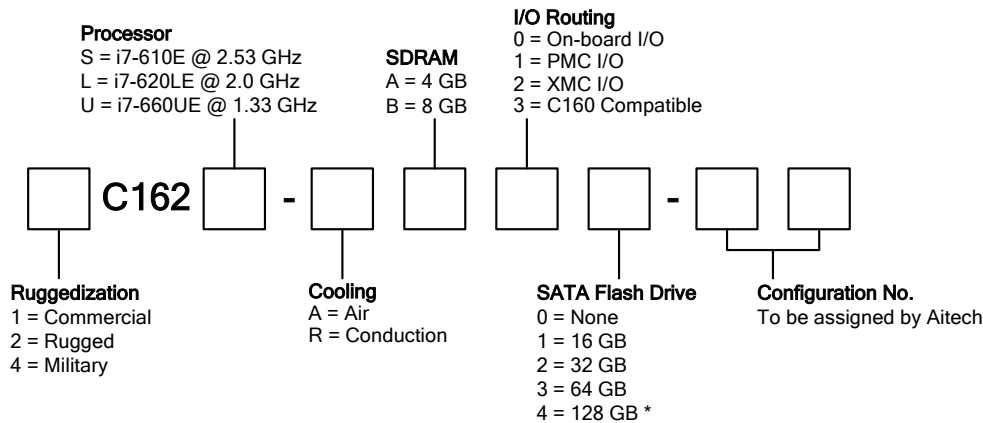 Processor
S = i7-610E @ 2.53 GHz
L = i7-620LE @ 2.0 GHz
U = i7-660UE @ 1.33 GHz
SDRAM
A = 4 GB
B = 8 GB
I/O Routing
0 = On-board I/O
1 = PMC I/O
2 = XMC I/O
3 = C160 Compatible
C162 - -
Ruggedization
1 = Commercial
2 = Rugged
4 = Military
Cooling
A = Air
R = Conduction
SATA Flash Drive
0 = None
1 = 16 GB
2 = 32 GB
3 = 64 GB
4 = 128 GB *
Configuration No.
To be assigned by Aitech